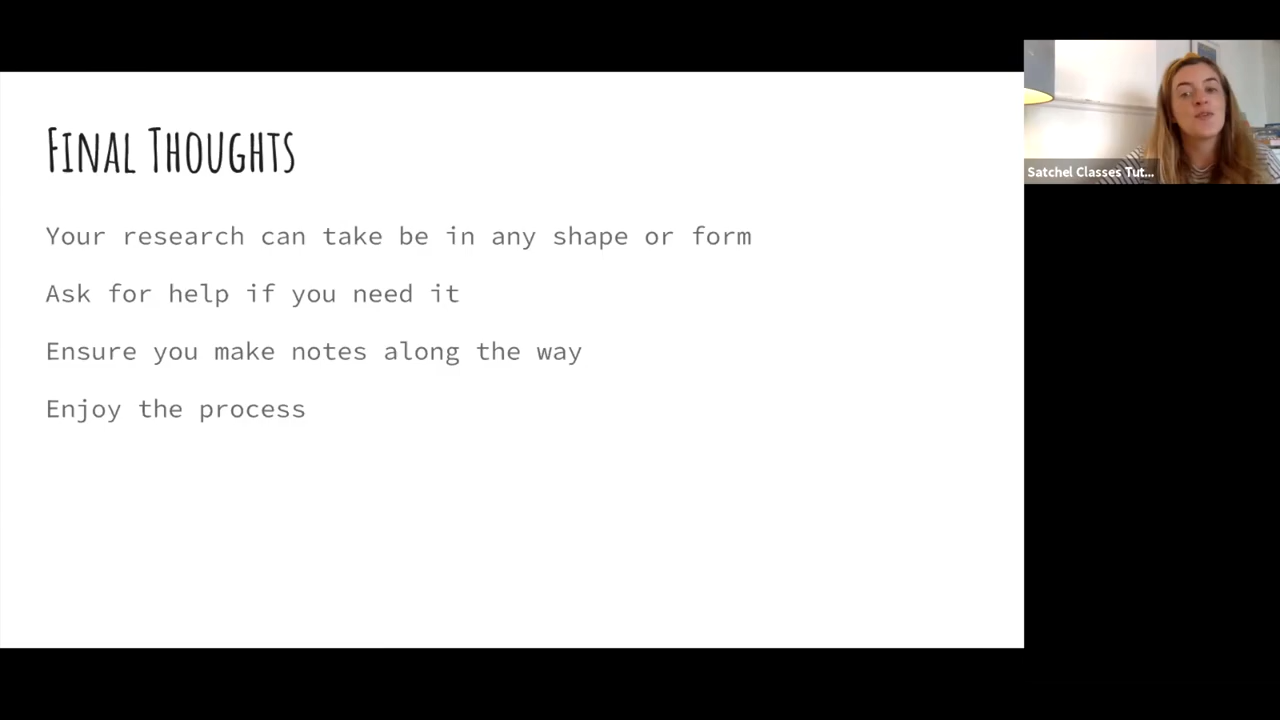 Final Thoughts
Your research can take be in any shape or form
Ask for help if you need it
Ensure you make notes along the way
Enjoy the process
Satchel Classes Tut...